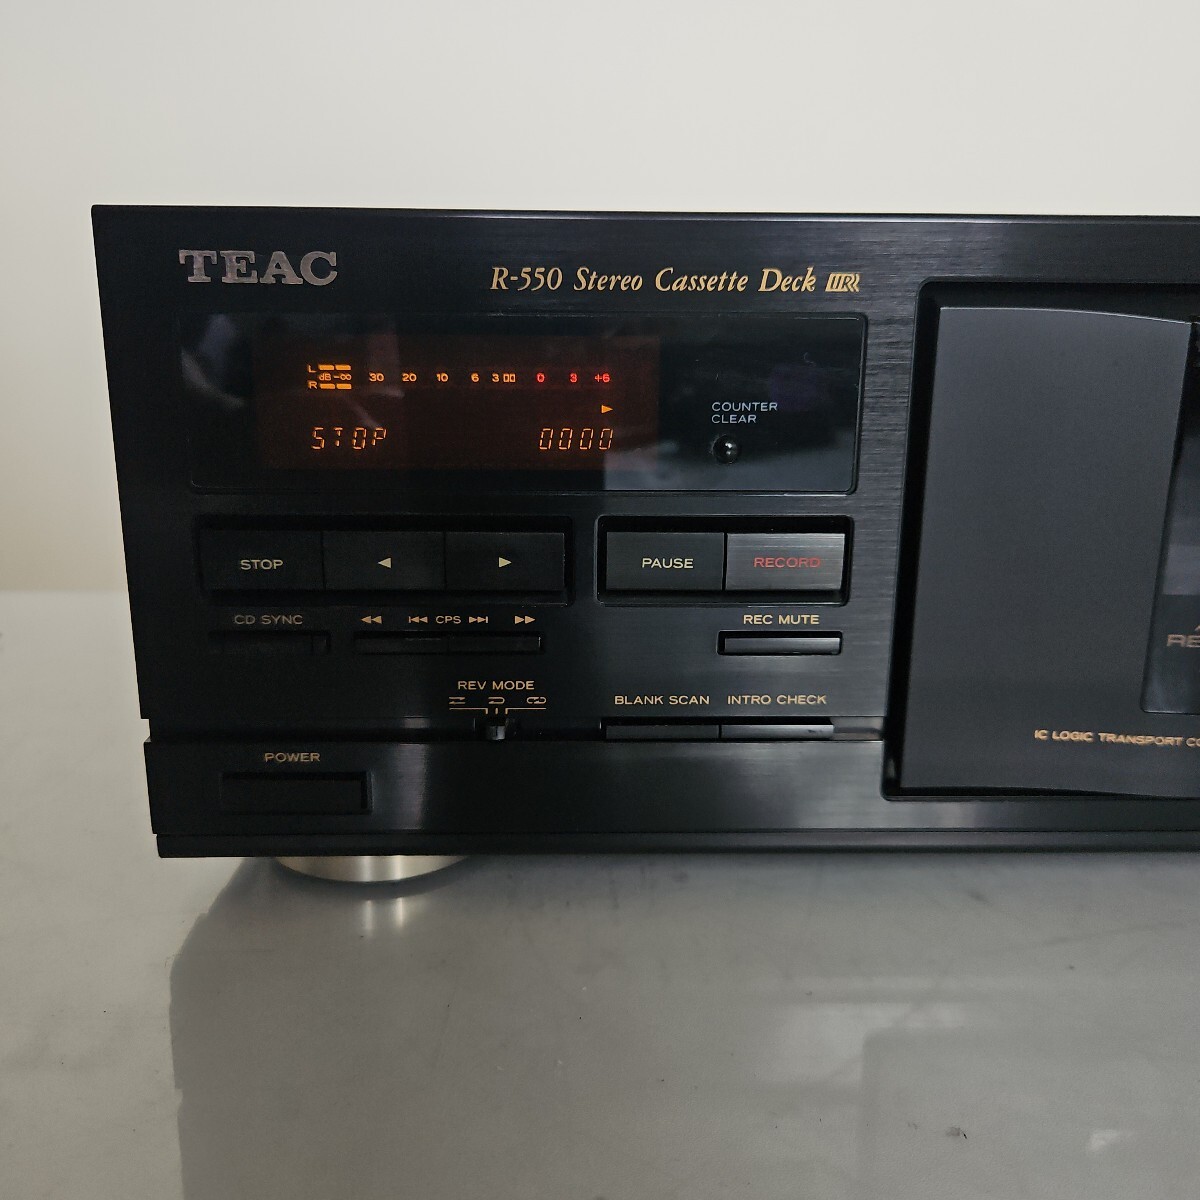 TEAC
R-550 Stereo Cassette Deck
L
dB -∞ 30 20 10 6 3 0 3 +6
R
STOP 0000
COUNTER
CLEAR
STOP ◄ ► PAUSE RECORD
CD SYNC ◄◄ I◄◄ CPS ►►I ►► REC MUTE
REV MODE
BLANK SCAN INTRO CHECK
POWER
IC LOGIC TRANSPORT